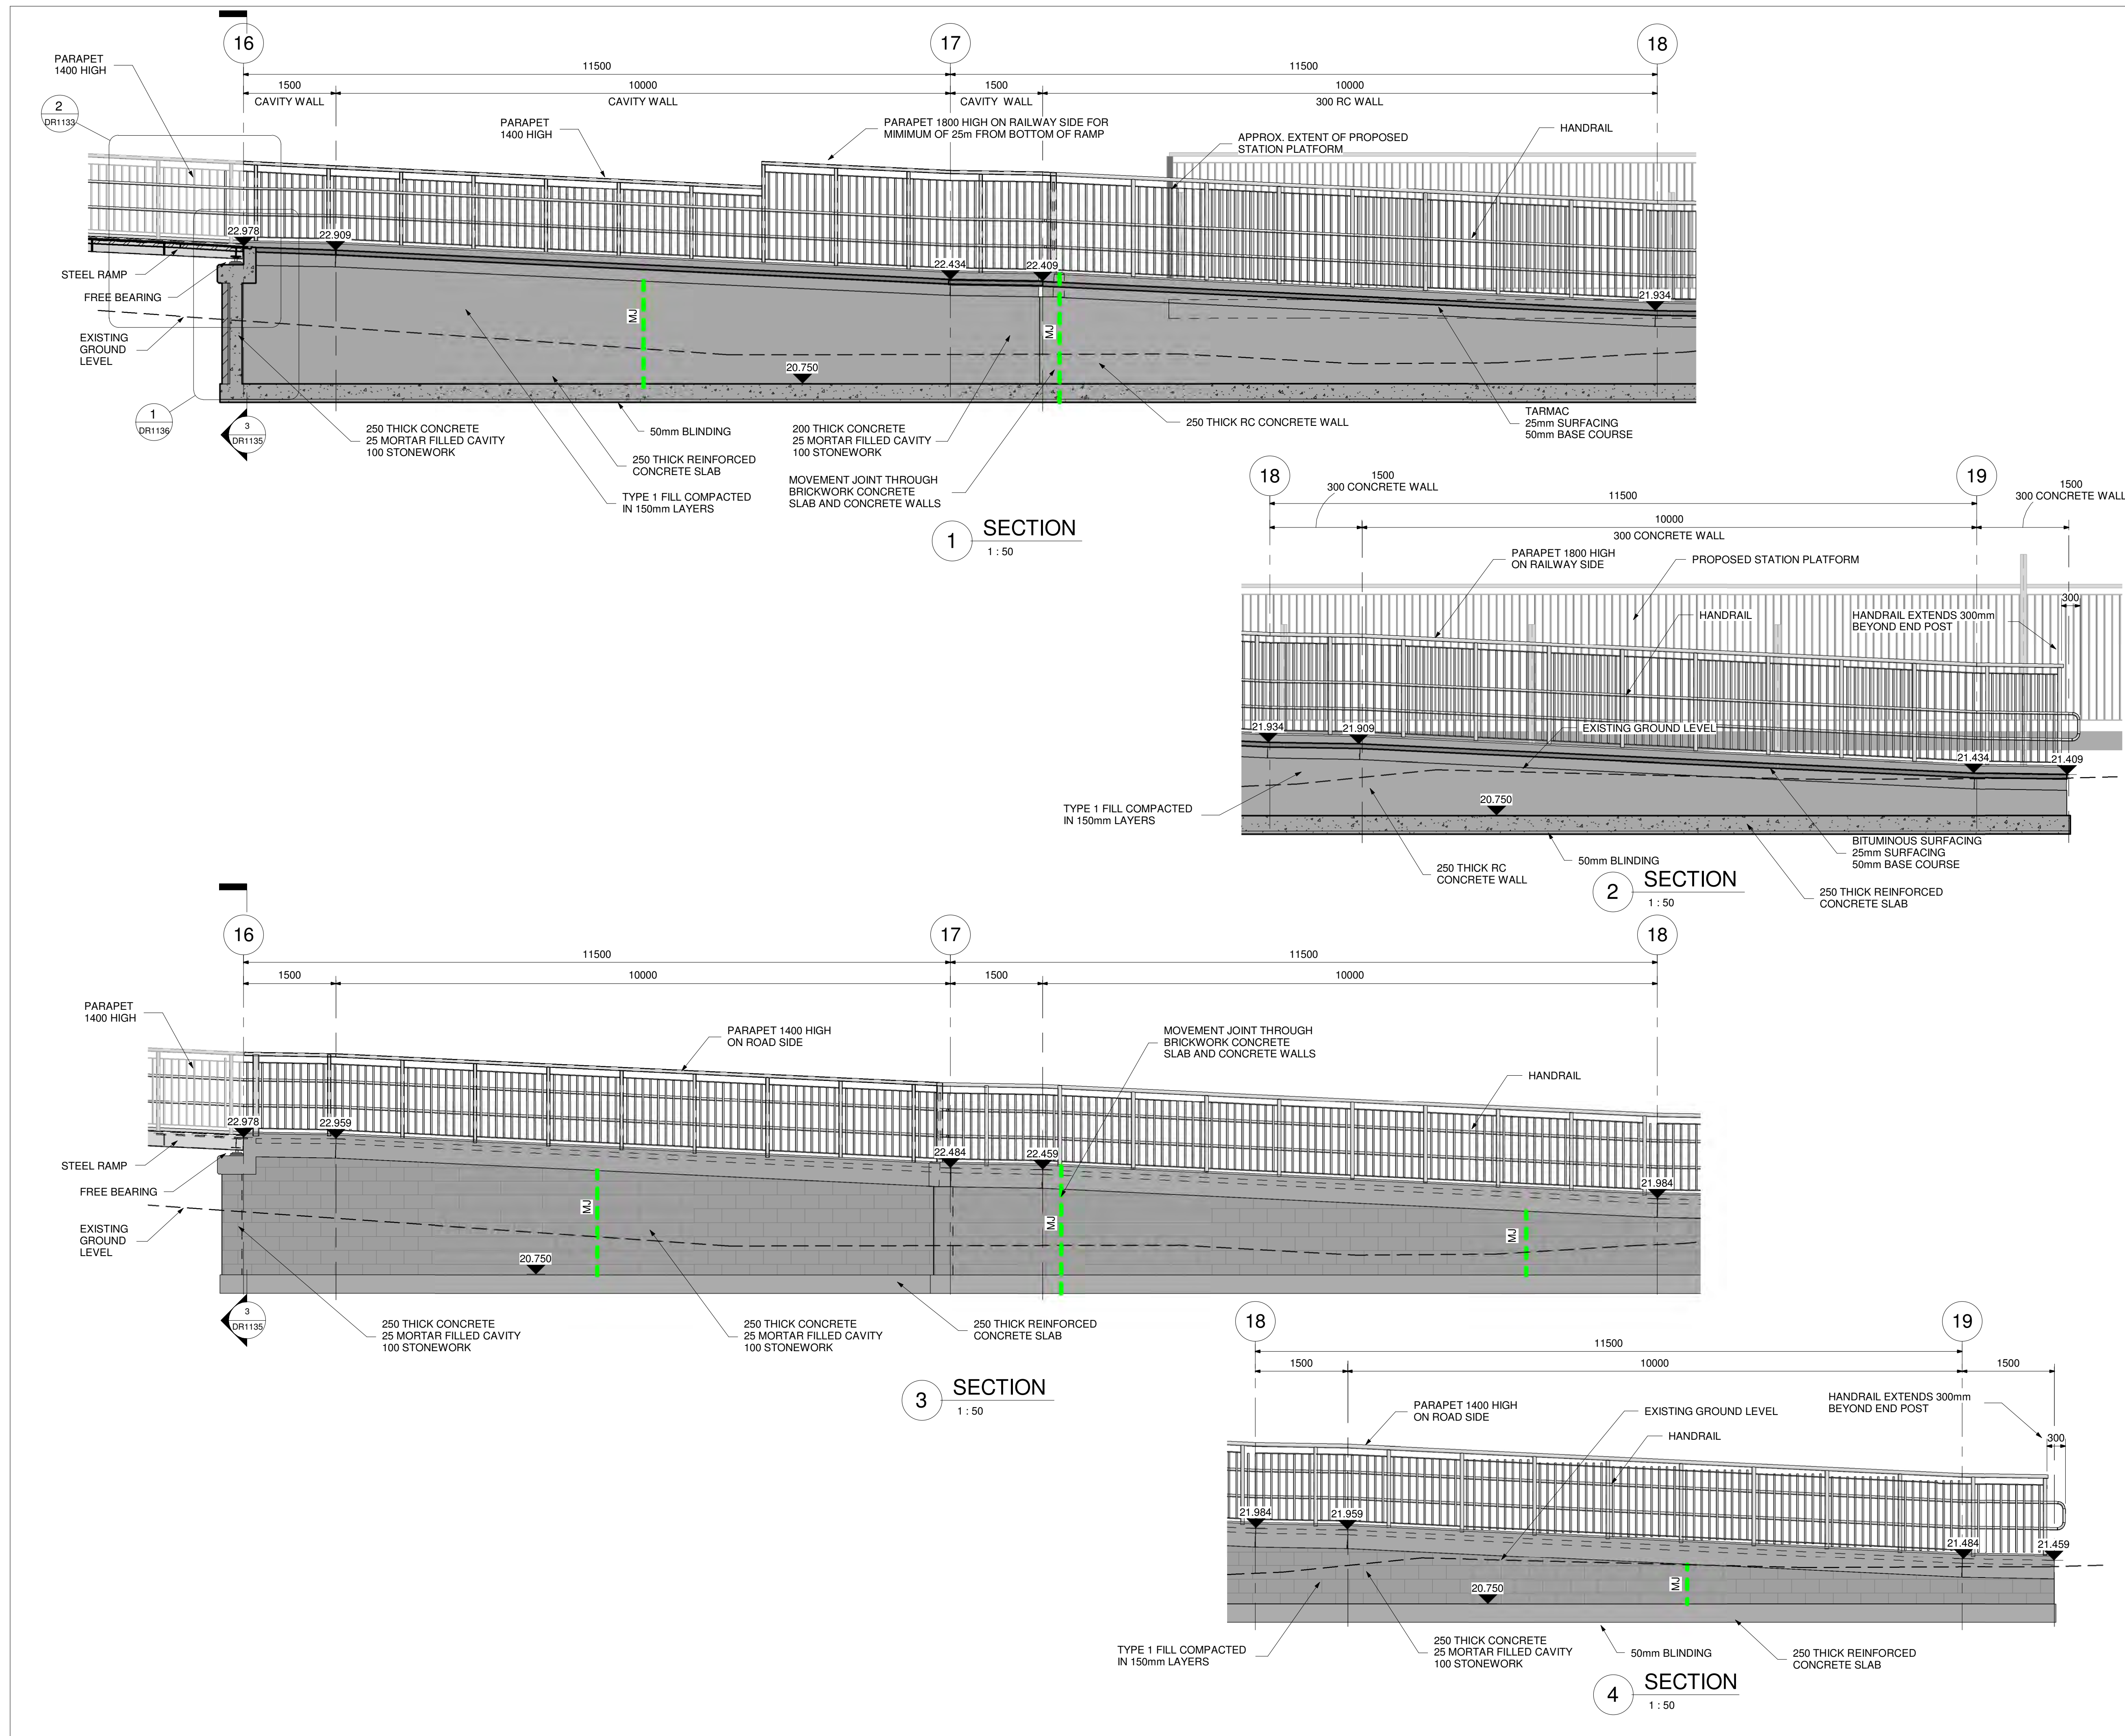 16
17
18
11500
11500
1500
10000
1500
10000
CAVITY WALL
CAVITY WALL
CAVITY WALL
300 RC WALL
PARAPET
1400 HIGH
2
DR1133
PARAPET
1400 HIGH
PARAPET 1800 HIGH ON RAILWAY SIDE FOR
MIMIMUM OF 25m FROM BOTTOM OF RAMP
APPROX. EXTENT OF PROPOSED
STATION PLATFORM
HANDRAIL
22.978
22.909
22.434
22.409
21.934
STEEL RAMP
FREE BEARING
EXISTING
GROUND
LEVEL
MJ
MJ
20.750
1
DR1136
3
DR1135
250 THICK CONCRETE
25 MORTAR FILLED CAVITY
100 STONEWORK
50mm BLINDING
250 THICK REINFORCED
CONCRETE SLAB
TYPE 1 FILL COMPACTED
IN 150mm LAYERS
200 THICK CONCRETE
25 MORTAR FILLED CAVITY
100 STONEWORK
MOVEMENT JOINT THROUGH
BRICKWORK CONCRETE
SLAB AND CONCRETE WALLS
250 THICK RC CONCRETE WALL
TARMAC
25mm SURFACING
50mm BASE COURSE
1
SECTION
1 : 50
18
19
1500
300 CONCRETE WALL
11500
1500
300 CONCRETE WALL
10000
300 CONCRETE WALL
PARAPET 1800 HIGH
ON RAILWAY SIDE
PROPOSED STATION PLATFORM
HANDRAIL
HANDRAIL EXTENDS 300mm
BEYOND END POST
300
21.934
21.909
EXISTING GROUND LEVEL
21.434
21.409
20.750
TYPE 1 FILL COMPACTED
IN 150mm LAYERS
250 THICK RC
CONCRETE WALL
50mm BLINDING
BITUMINOUS SURFACING
25mm SURFACING
50mm BASE COURSE
250 THICK REINFORCED
CONCRETE SLAB
2
SECTION
1 : 50
16
17
18
11500
11500
1500
10000
1500
10000
PARAPET
1400 HIGH
PARAPET 1400 HIGH
ON ROAD SIDE
MOVEMENT JOINT THROUGH
BRICKWORK CONCRETE
SLAB AND CONCRETE WALLS
HANDRAIL
22.978
22.959
22.484
22.459
21.984
STEEL RAMP
FREE BEARING
EXISTING
GROUND
LEVEL
MJ
MJ
MJ
20.750
3
DR1135
250 THICK CONCRETE
25 MORTAR FILLED CAVITY
100 STONEWORK
250 THICK CONCRETE
25 MORTAR FILLED CAVITY
100 STONEWORK
250 THICK REINFORCED
CONCRETE SLAB
3
SECTION
1 : 50
18
19
11500
1500
10000
1500
PARAPET 1400 HIGH
ON ROAD SIDE
EXISTING GROUND LEVEL
HANDRAIL
HANDRAIL EXTENDS 300mm
BEYOND END POST
300
21.984
21.959
21.484
21.459
MJ
20.750
TYPE 1 FILL COMPACTED
IN 150mm LAYERS
250 THICK CONCRETE
25 MORTAR FILLED CAVITY
100 STONEWORK
50mm BLINDING
250 THICK REINFORCED
CONCRETE SLAB
4
SECTION
1 : 50